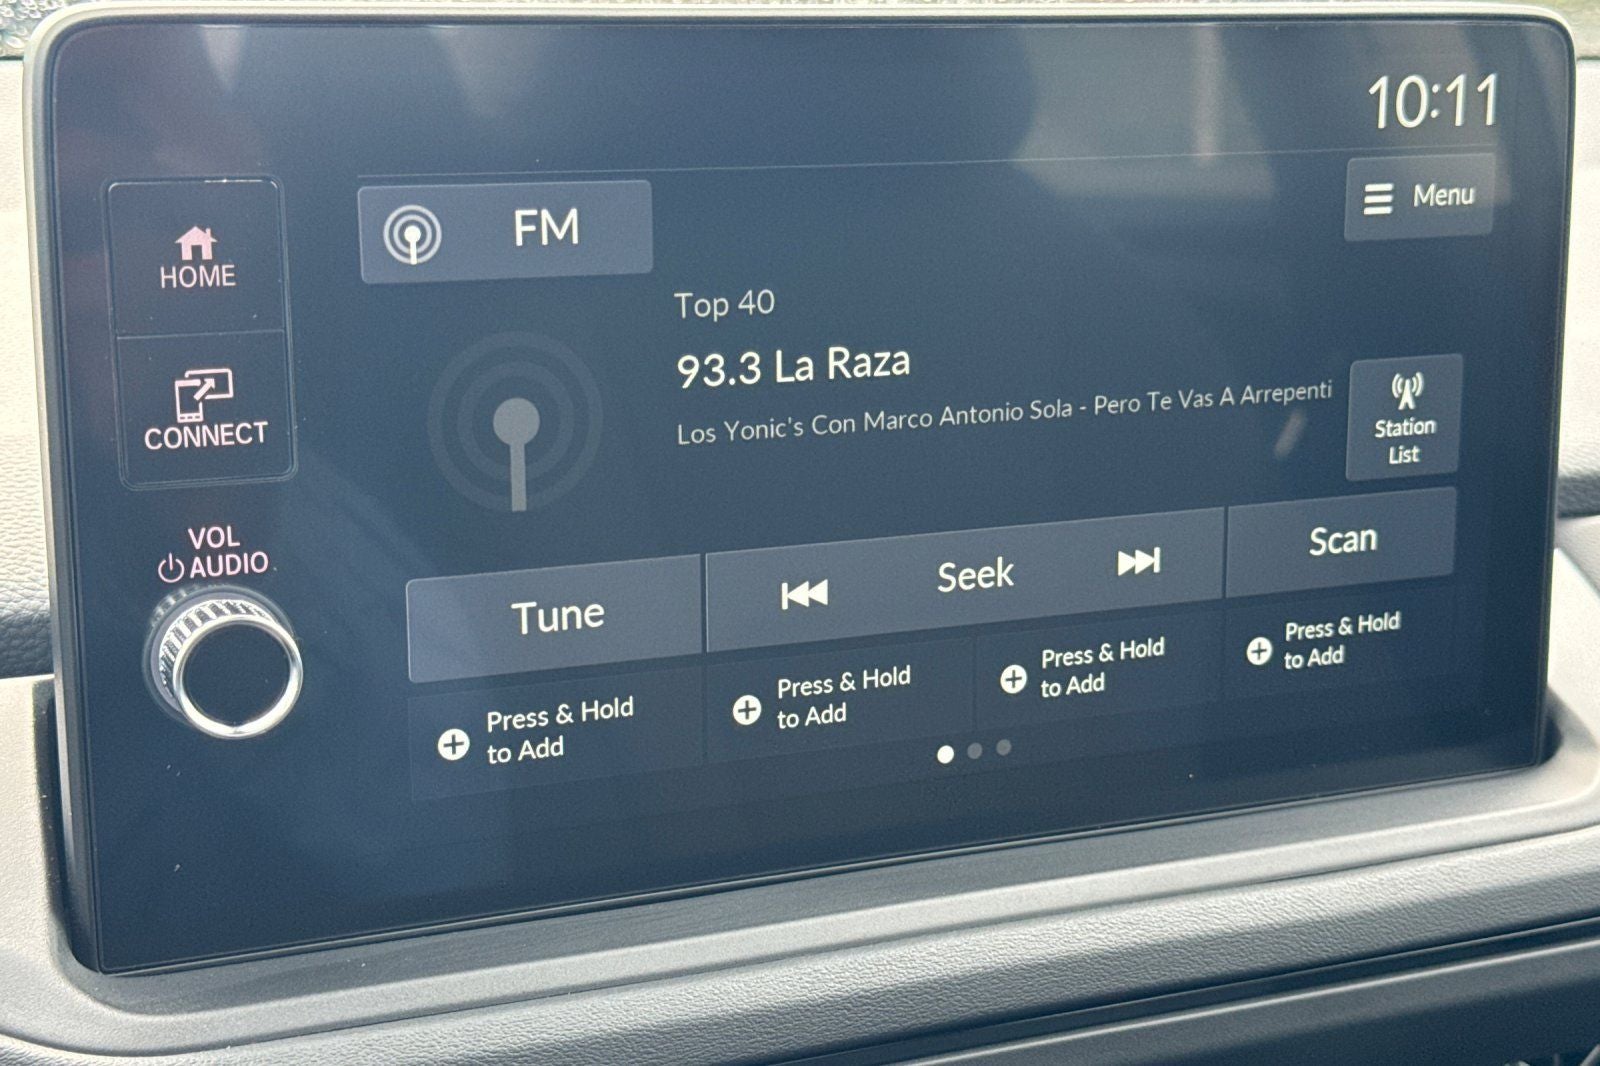 10:11
HOME
FM
Menu
Top 40
93.3 La Raza
Los Yonic's Con Marco Antonio Sola - Pero Te Vas A Arrepenti
CONNECT
Station
List
VOL
AUDIO
Tune
Seek
Scan
Press & Hold
to Add
Press & Hold
to Add
Press & Hold
to Add
Press & Hold
to Add